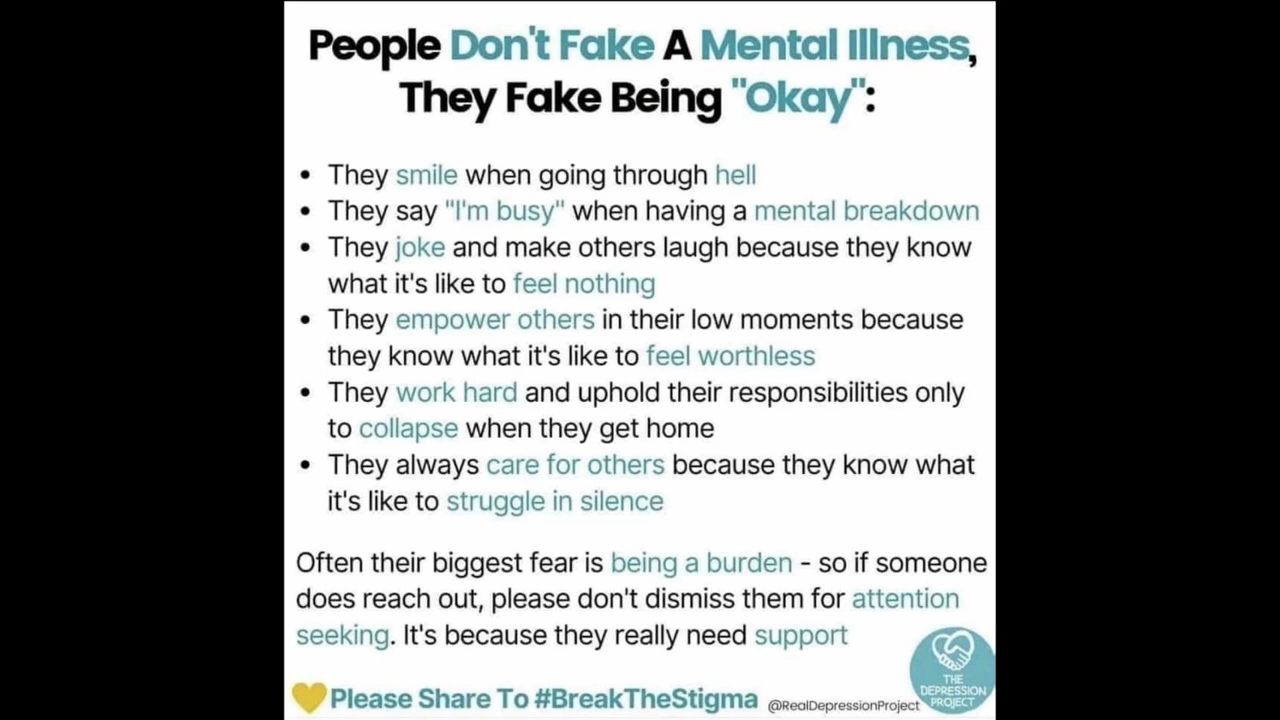 People Don't Fake A Mental Illness,
They Fake Being "Okay":
• They smile when going through hell
• They say "I'm busy" when having a mental breakdown
• They joke and make others laugh because they know
what it's like to feel nothing
• They empower others in their low moments because
they know what it's like to feel worthless
• They work hard and uphold their responsibilities only
to collapse when they get home
• They always care for others because they know what
it's like to struggle in silence
Often their biggest fear is being a burden - so if someone
does reach out, please don't dismiss them for attention
seeking. It's because they really need support
💛 Please Share To #BreakTheStigma @RealDepressionProject
THE
DEPRESSION
PROJECT